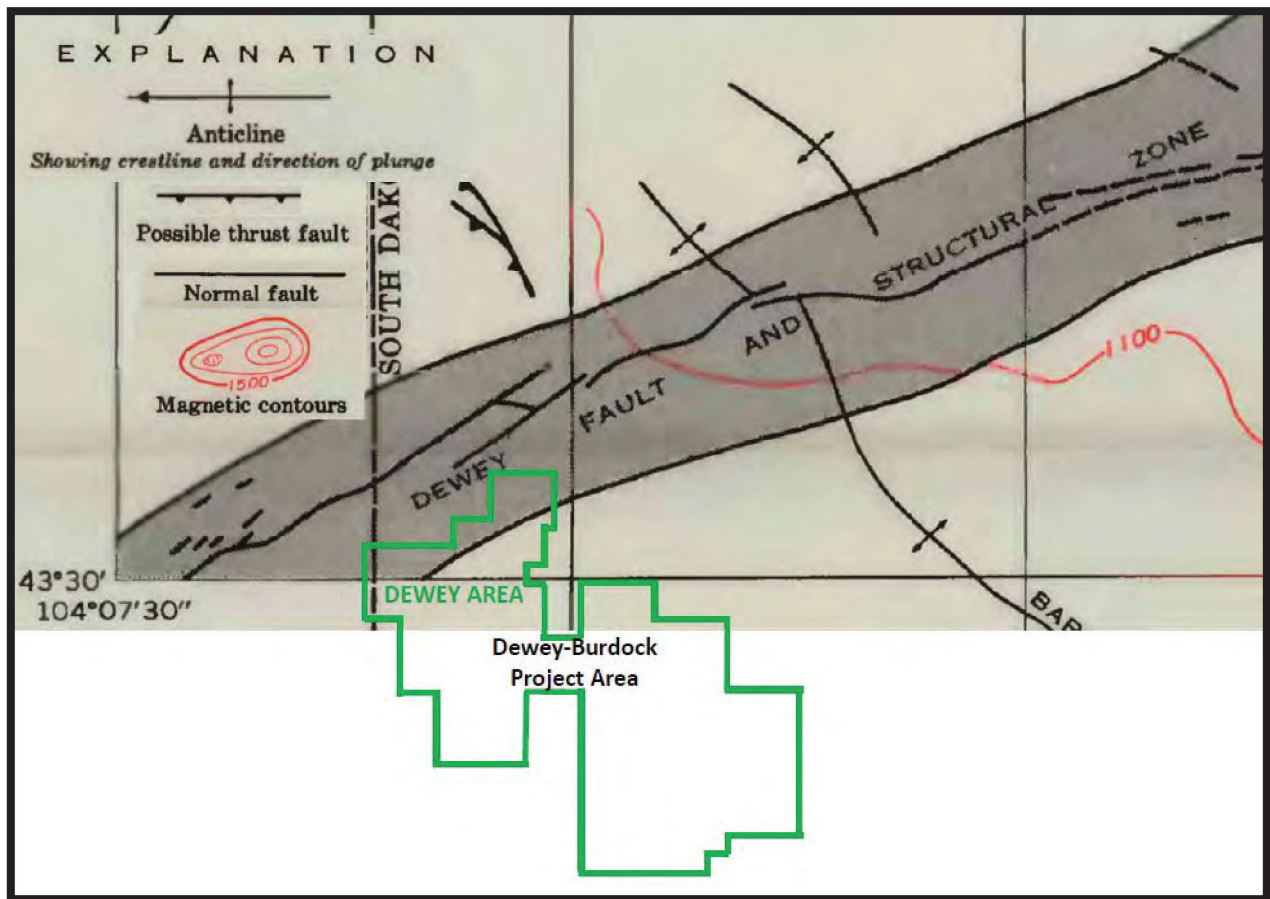 EXPLANATION
Anticline
Showing crestline and direction of plunge
Possible thrust fault
Normal fault
1500
Magnetic contours
SOUTH DAKO
DEWEY FAULT AND STRUCTURAL ZONE
1100
43°30'
104°07'30"
DEWEY AREA
Dewey-Burdock
Project Area
BAR